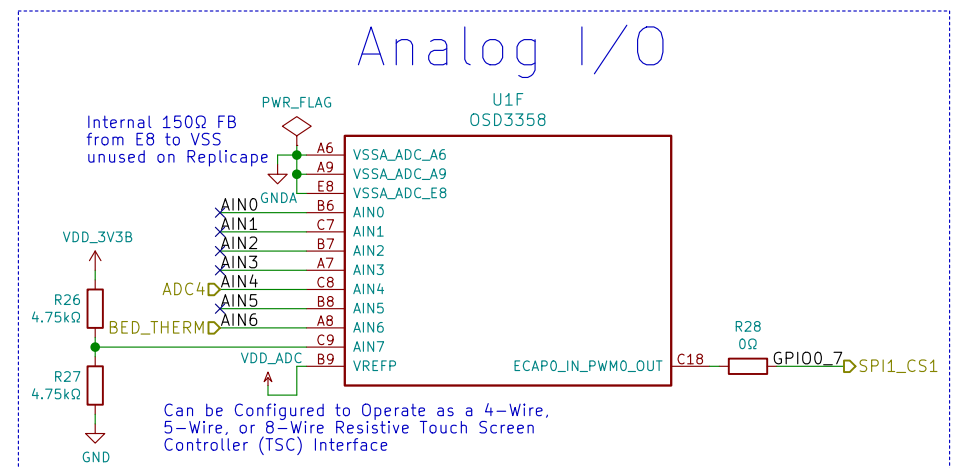 Analog I/O
PWR_FLAG
U1F
OSD3358
Internal 150Ω FB
from E8 to VSS
unused on Replicape
GNDA
A6 VSSA_ADC_A6
A9 VSSA_ADC_A9
E8 VSSA_ADC_E8
AIN0 B6 AIN0
AIN1 C7 AIN1
AIN2 B7 AIN2
AIN3 A7 AIN3
ADC4 AIN4 C8 AIN4
AIN5 B8 AIN5
BED_THERM AIN6 A8 AIN6
C9 AIN7
VDD_ADC B9 VREFP
VDD_3V3B
R26
4.75kΩ
R27
4.75kΩ
GND
ECAP0_IN_PWM0_OUT C18
R28
0Ω
GPIO0_7 SPI1_CS1
Can be Configured to Operate as a 4-Wire,
5-Wire, or 8-Wire Resistive Touch Screen
Controller (TSC) Interface